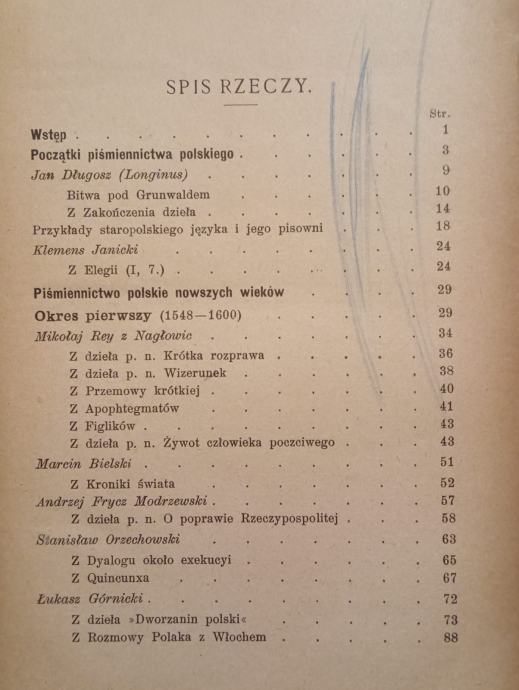 SPIS RZECZY.
Str.
Wstęp . . . . . . . . . . 1
Początki piśmiennictwa polskiego . . . . . . 3
Jan Długosz (Longinus) . . . . . . . 9
Bitwa pod Grunwaldem . . . . . . 10
Z Zakończenia dzieła . . . . . . . 14
Przykłady staropolskiego języka i jego pisowni . . . 18
Klemens Janicki . . . . . . . . 24
Z Elegii (I, 7.) . . . . . . . . 24
Piśmiennictwo polskie nowszych wieków . . . . 29
Okres pierwszy (1548—1600) . . . . . 29
Mikołaj Rey z Nagłowic . . . . . . . 34
Z dzieła p. n. Krótka rozprawa . . . . . 36
Z dzieła p. n. Wizerunek . . . . . . 38
Z Przemowy krótkiej . . . . . . . 40
Z Apophtegmatów . . . . . . . 41
Z Figlików . . . . . . . . . 43
Z dzieła p. n. Żywot człowieka poczciwego . . . 43
Marcin Bielski . . . . . . . . . 51
Z Kroniki świata . . . . . . . 52
Andrzej Frycz Modrzewski . . . . . . . 57
Z dzieła p. n. O poprawie Rzeczypospolitej . . . 58
Stanisław Orzechowski . . . . . . . 63
Z Dyalogu około exekucyi . . . . . . 65
Z Quincunxa . . . . . . . . 67
Łukasz Górnicki . . . . . . . . . 72
Z dzieła »Dworzanin polski« . . . . . 73
Z Rozmowy Polaka z Włochem . . . . . 88